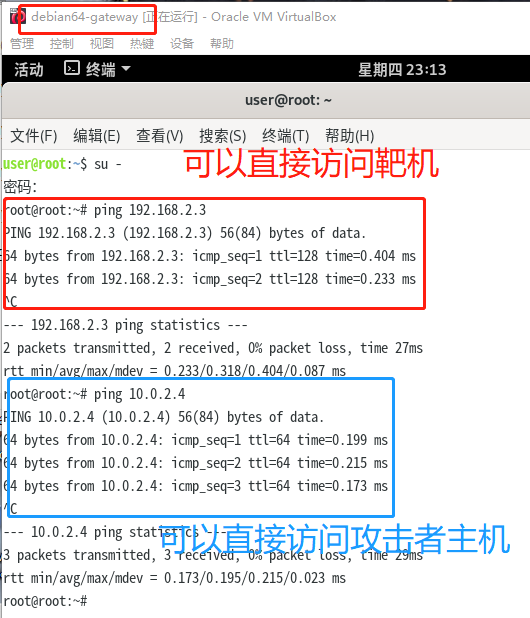 debian64-gateway [正在运行] - Oracle VM VirtualBox
管理 控制 视图 热键 设备 帮助
活动 终端 星期四 23:13
user@root: ~
文件(F) 编辑(E) 查看(V) 搜索(S) 终端(T) 帮助(H)
user@root:~$ su -
可以直接访问靶机
密码:
root@root:~# ping 192.168.2.3
PING 192.168.2.3 (192.168.2.3) 56(84) bytes of data.
64 bytes from 192.168.2.3: icmp_seq=1 ttl=128 time=0.404 ms
64 bytes from 192.168.2.3: icmp_seq=2 ttl=128 time=0.233 ms
^C
--- 192.168.2.3 ping statistics ---
2 packets transmitted, 2 received, 0% packet loss, time 27ms
rtt min/avg/max/mdev = 0.233/0.318/0.404/0.087 ms
root@root:~# ping 10.0.2.4
PING 10.0.2.4 (10.0.2.4) 56(84) bytes of data.
64 bytes from 10.0.2.4: icmp_seq=1 ttl=64 time=0.199 ms
64 bytes from 10.0.2.4: icmp_seq=2 ttl=64 time=0.215 ms
64 bytes from 10.0.2.4: icmp_seq=3 ttl=64 time=0.173 ms
^C
--- 10.0.2.4 ping statistics ---
可以直接访问攻击者主机
3 packets transmitted, 3 received, 0% packet loss, time 29ms
rtt min/avg/max/mdev = 0.173/0.195/0.215/0.023 ms
root@root:~#